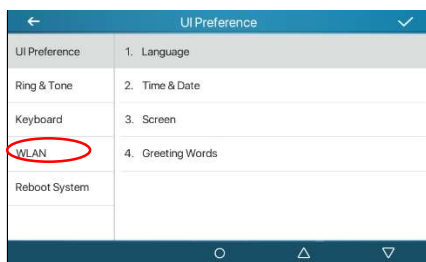 UI Preference
UI Preference
1. Language
Ring & Tone
2. Time & Date
Keyboard
3. Screen
WLAN
4. Greeting Words
Reboot System